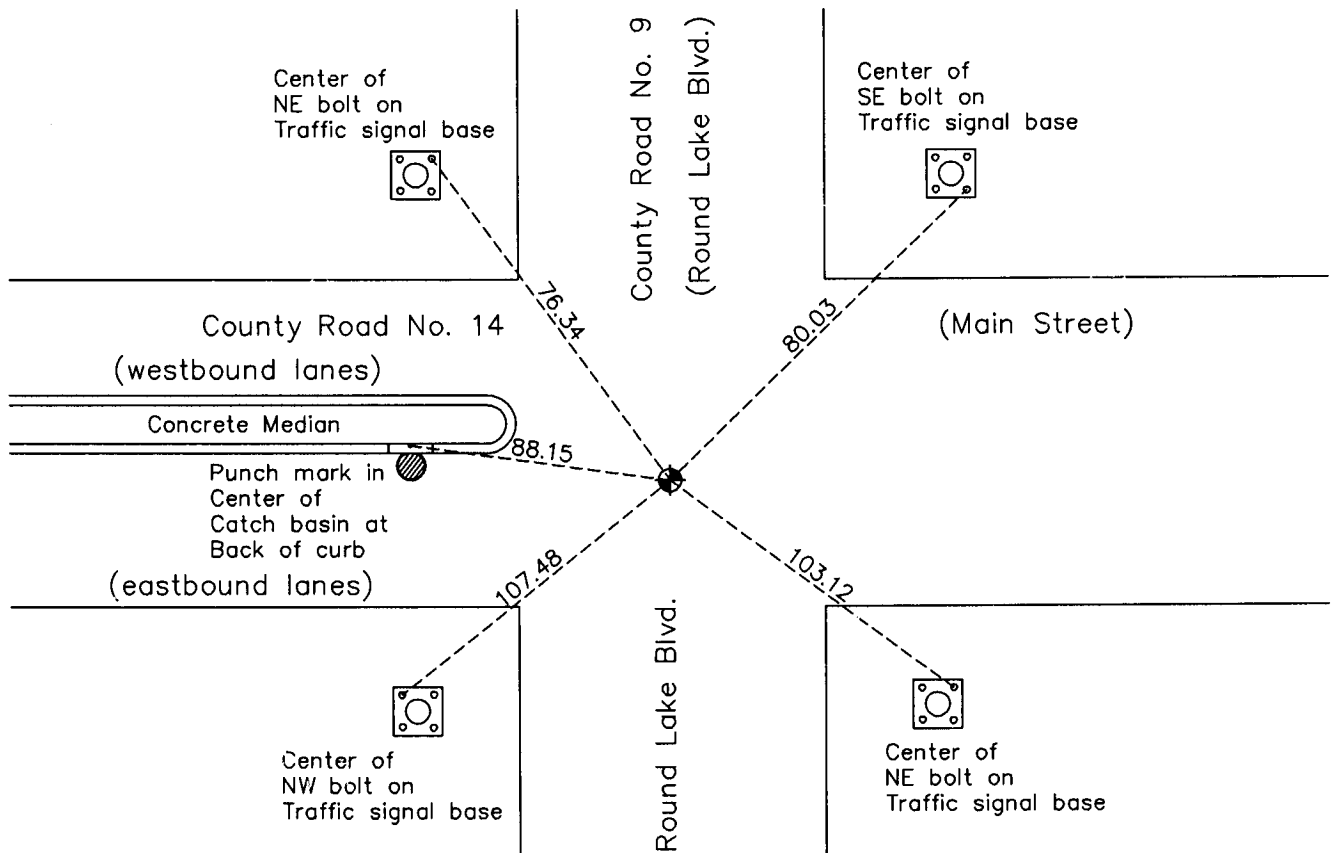 Center of
NE bolt on
Traffic signal base
County Road No. 9
(Round Lake Blvd.)
Center of
SE bolt on
Traffic signal base
76.34
80.03
County Road No. 14
(Main Street)
(westbound lanes)
Concrete Median
88.15
Punch mark in
Center of
Catch basin at
Back of curb
(eastbound lanes)
107.48
103.12
Round Lake Blvd.
Center of
NW bolt on
Traffic signal base
Center of
NE bolt on
Traffic signal base